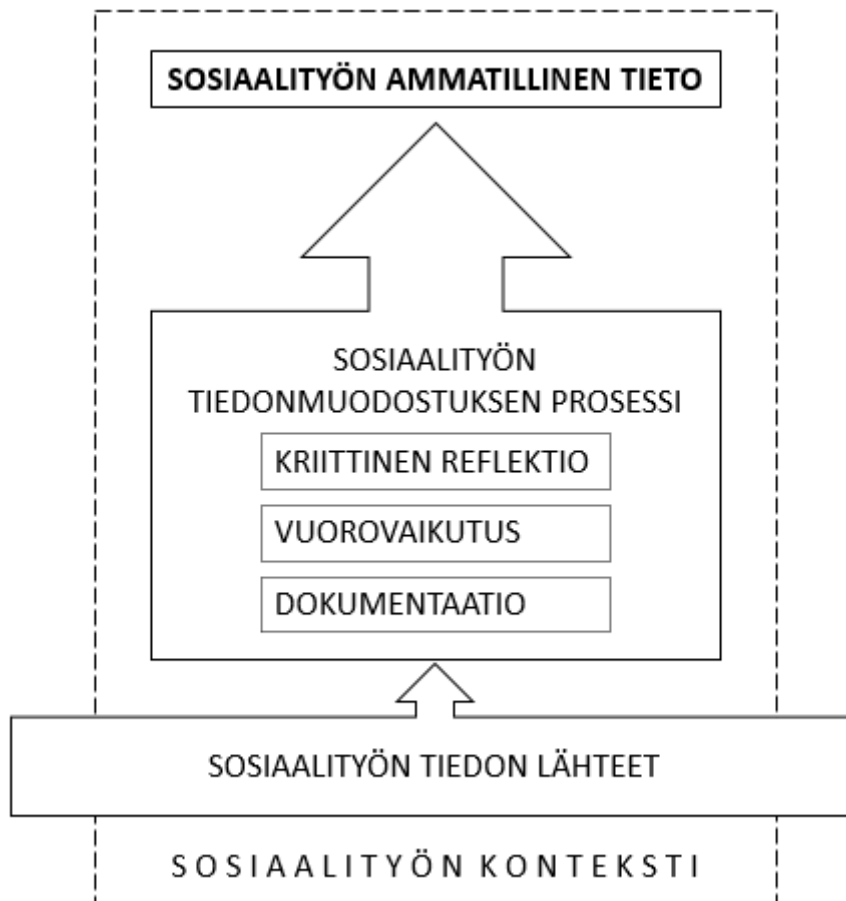 SOSIAALITYÖN AMMATILLINEN TIETO
SOSIAALITYÖN
TIEDONMUODOSTUKSEN PROSESSI
KRIITTINEN REFLEKTIO
VUOROVAIKUTUS
DOKUMENTAATIO
SOSIAALITYÖN TIEDON LÄHTEET
SOSIAALITYÖN KONTEKSTI